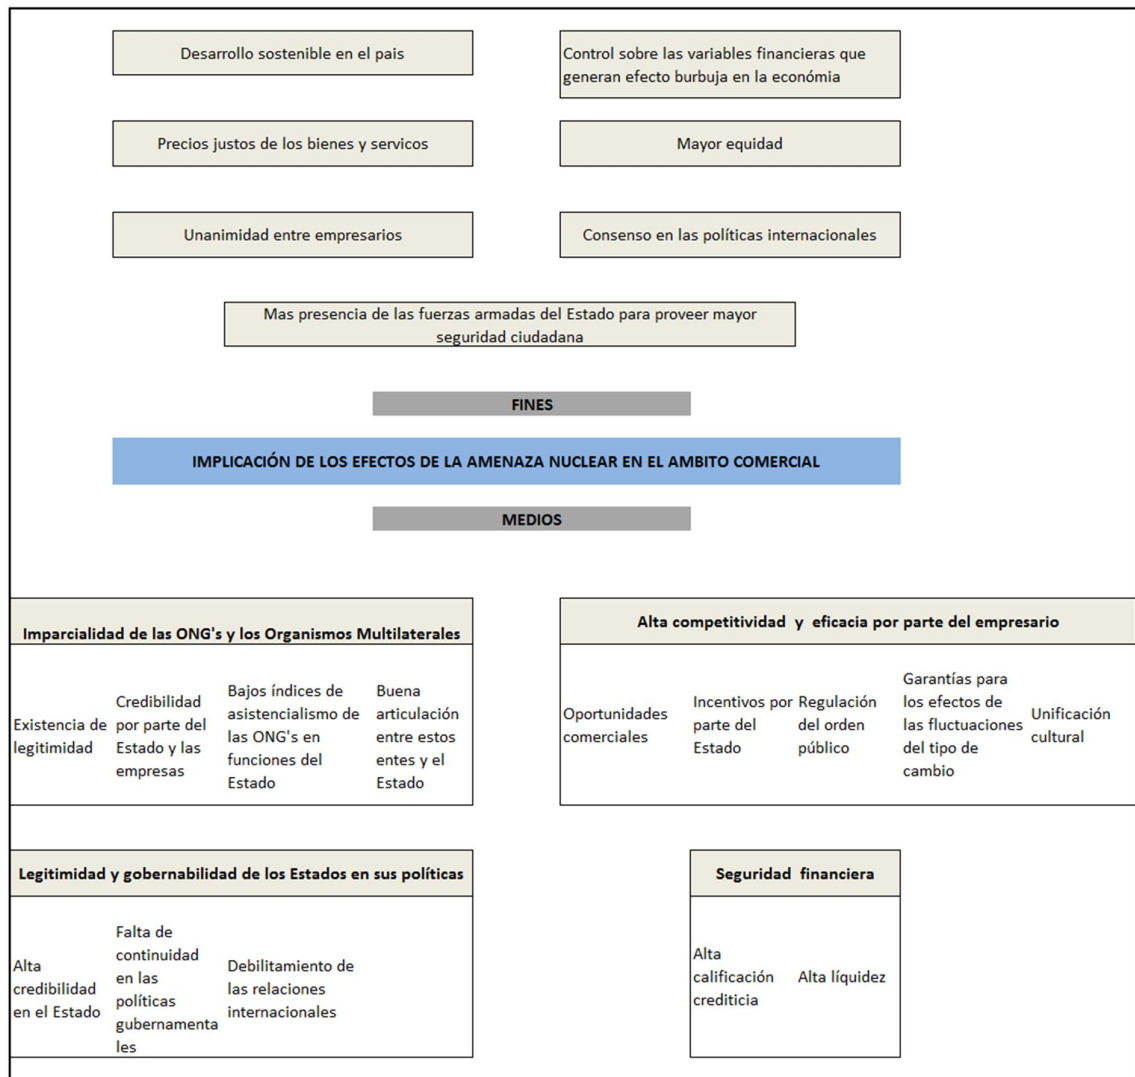 Desarrollo sostenible en el pais
Control sobre las variables financieras que
generan efecto burbuja en la económia
Precios justos de los bienes y servicos
Mayor equidad
Unanimidad entre empresarios
Consenso en las políticas internacionales
Mas presencia de las fuerzas armadas del Estado para proveer mayor
seguridad ciudadana
FINES
IMPLICACIÓN DE LOS EFECTOS DE LA AMENAZA NUCLEAR EN EL AMBITO COMERCIAL
MEDIOS
Imparcialidad de las ONG's y los Organismos Multilaterales
Existencia de
legitimidad
Credibilidad
por parte del
Estado y las
empresas
Bajos índices de
asistencialismo de
las ONG's en
funciones del
Estado
Buena
articulación
entre estos
entes y el
Estado
Alta competitividad y eficacia por parte del empresario
Oportunidades
comerciales
Incentivos por
parte del
Estado
Regulación
del orden
público
Garantías para
los efectos de
las fluctuaciones
del tipo de
cambio
Unificación
cultural
Legitimidad y gobernabilidad de los Estados en sus políticas
Alta
credibilidad
en el Estado
Falta de
continuidad
en las
políticas
gubernamenta
les
Debilitamiento de
las relaciones
internacionales
Seguridad financiera
Alta
calificación
crediticia
Alta líquidez